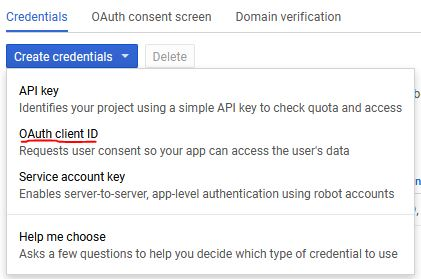 Credentials OAuth consent screen Domain verification
Create credentials Delete
API key
Identifies your project using a simple API key to check quota and access
OAuth client ID
Requests user consent so your app can access the user's data
Service account key
Enables server-to-server, app-level authentication using robot accounts
Help me choose
Asks a few questions to help you decide which type of credential to use